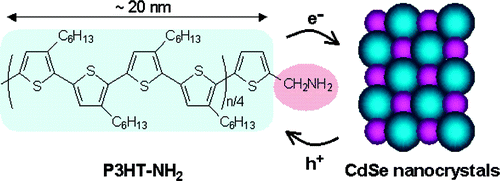 ~ 20 nm
C₆H₁₃ C₆H₁₃ e⁻
S S S S S
n/4 CH₂NH₂
C₆H₁₃ C₆H₁₃
h⁺
P3HT-NH₂ CdSe nanocrystals